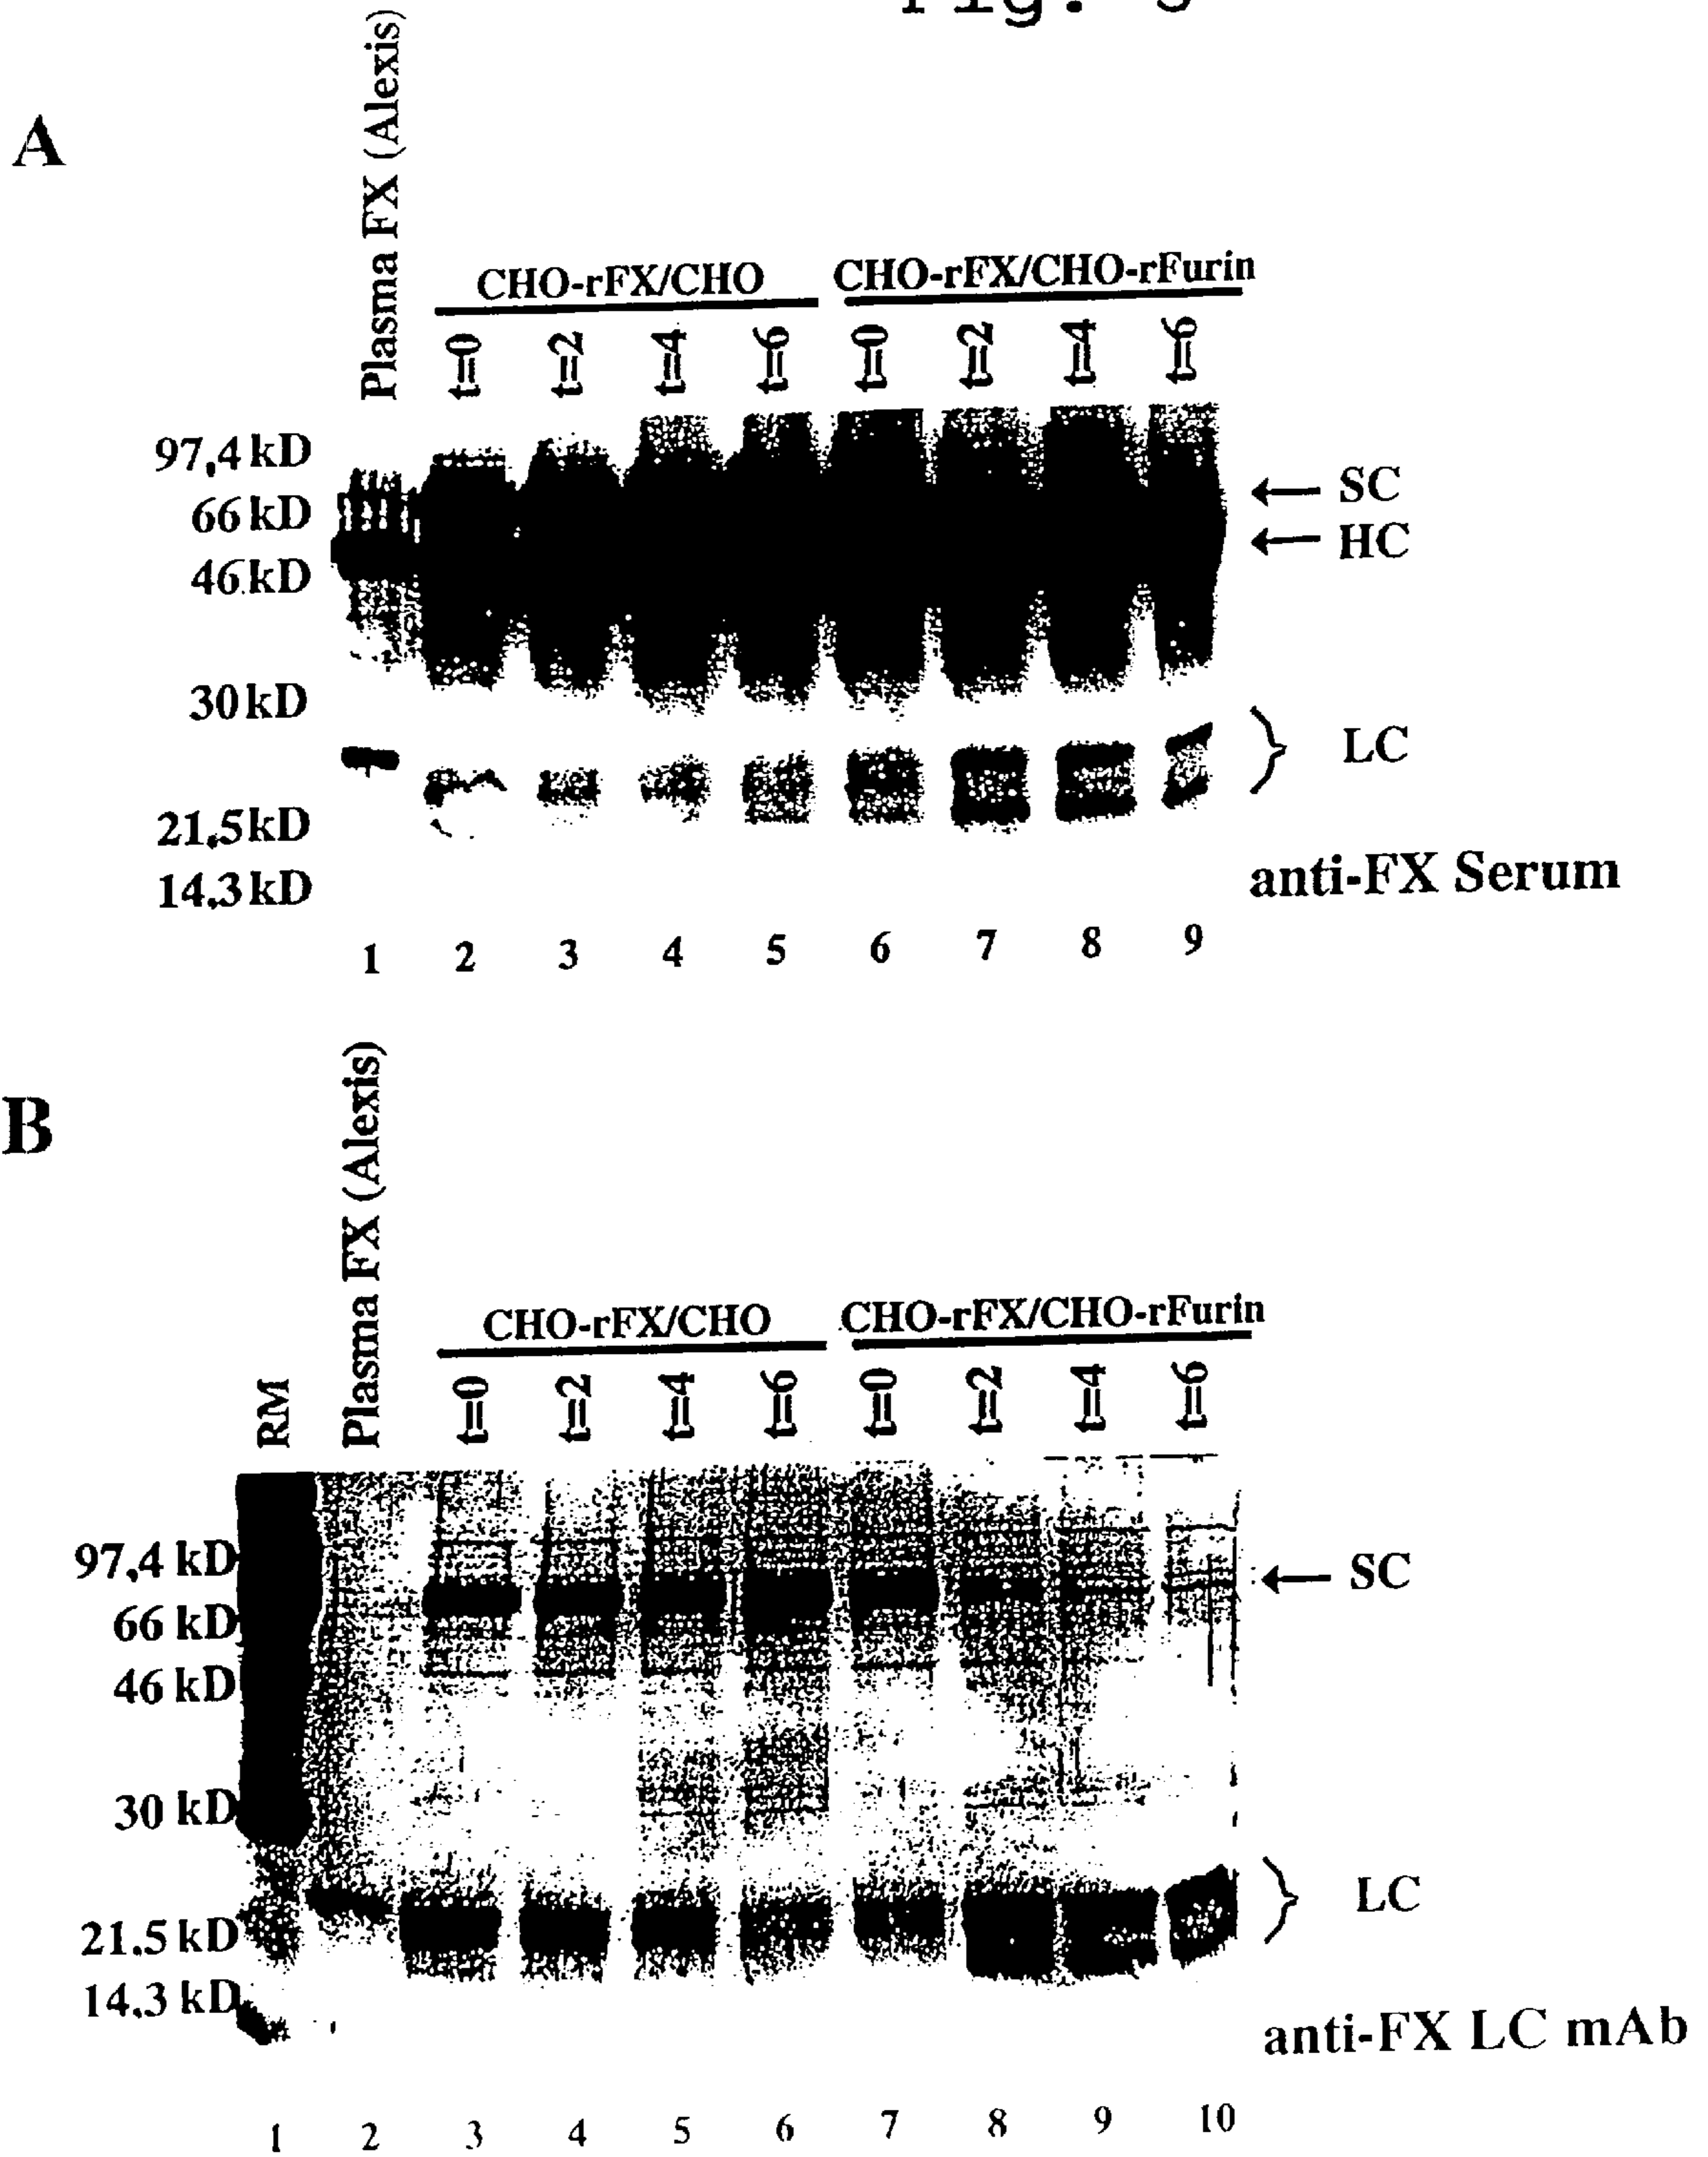 Fig.
A
Plasma FX (Alexis)
CHO-rFX/CHO CHO-rFX/CHO-rFurin
t=0 t=2 t=4 t=6 t=0 t=2 t=4 t=6
97,4 kD
66 kD
46 kD
30 kD
21,5 kD
14,3 kD
SC
HC
LC
anti-FX Serum
1 2 3 4 5 6 7 8 9
B
RM
Plasma FX (Alexis)
CHO-rFX/CHO CHO-rFX/CHO-rFurin
t=0 t=2 t=4 t=6 t=0 t=2 t=4 t=6
97,4 kD
66 kD
46 kD
30 kD
21,5 kD
14,3 kD
SC
LC
anti-FX LC mAb
1 2 3 4 5 6 7 8 9 10